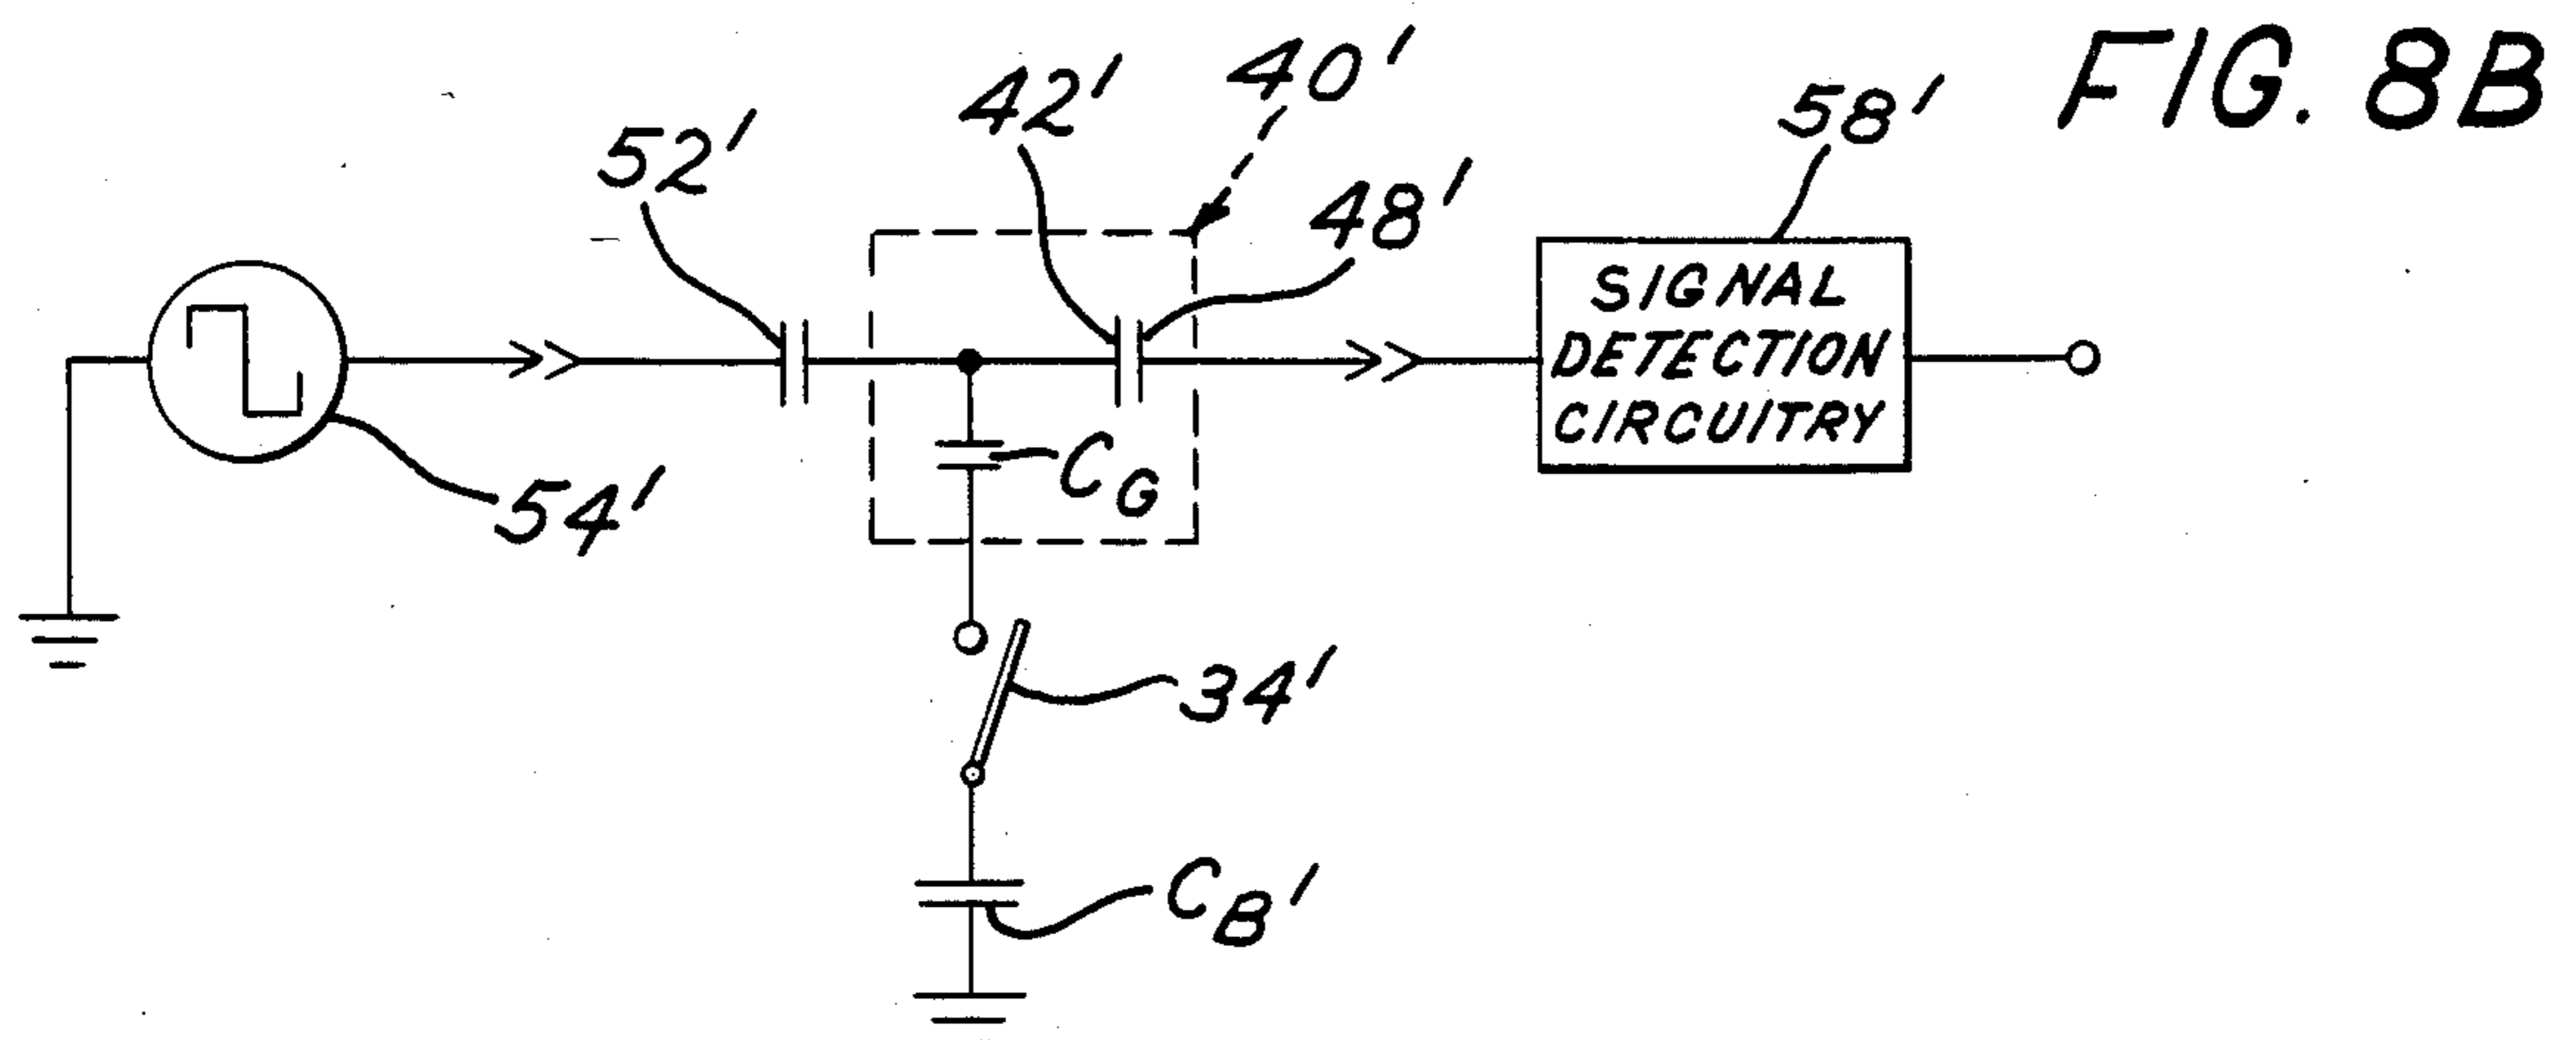 FIG. 8B
40'
42'
58'
52'
48'
SIGNAL
DETECTION
CIRCUITRY
CG
54'
34'
CB'